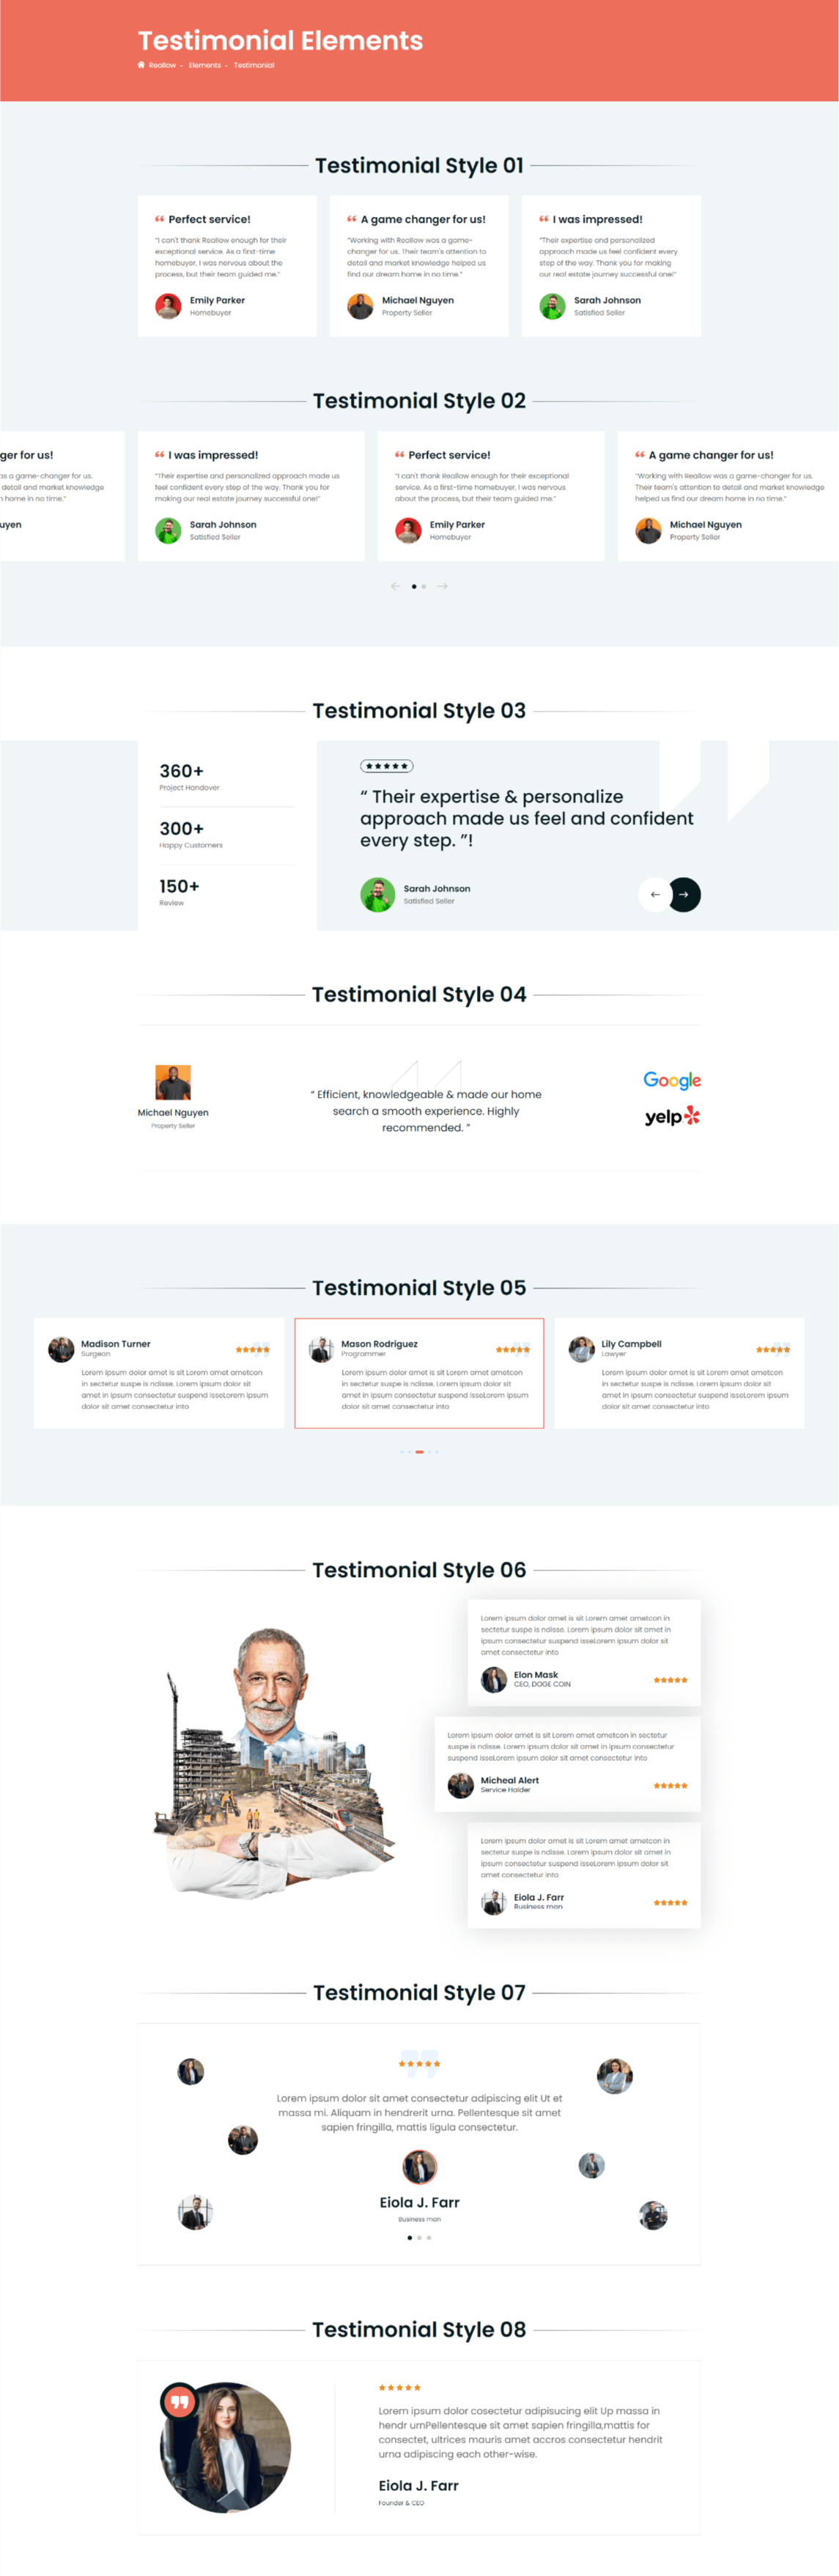 Testimonial Elements
Reallow - Elements - Testimonial
Testimonial Style 01
Perfect service!
"I can't thank Reallow enough for their
exceptional service. As a first-time
homebuyer, I was nervous about the
process, but their team guided me."
Emily Parker
Homebuyer
A game changer for us!
"Working with Reallow was a game-
changer for us. Their team's attention to
detail and market knowledge helped us
find our dream home in no time."
Michael Nguyen
Property Seller
I was impressed!
"Their expertise and personalized
approach made us feel confident every
step of the way. Thank you for making
our real estate journey successful one!"
Sarah Johnson
Satisfied Seller
Testimonial Style 02
ger for us!
as a game-changer for us.
detail and market knowledge
home in no time."
uyen
I was impressed!
"Their expertise and personalized approach made us
feel confident every step of the way. Thank you for
making our real estate journey successful one!"
Sarah Johnson
Satisfied Seller
Perfect service!
"I can't thank Reallow enough for their exceptional
service. As a first-time homebuyer, I was nervous
about the process, but their team guided me."
Emily Parker
Homebuyer
A game changer for us!
"Working with Reallow was a game-changer for us.
Their team's attention to detail and market knowledge
helped us find our dream home in no time."
Michael Nguyen
Property Seller
Testimonial Style 03
360+
Project Handover
300+
Happy Customers
150+
Review
“ Their expertise & personalize
approach made us feel and confident
every step. ”!
Sarah Johnson
Satisfied Seller
Testimonial Style 04
Michael Nguyen
Property Seller
“ Efficient, knowledgeable & made our home
search a smooth experience. Highly
recommended. ”
Google
yelp
Testimonial Style 05
Madison Turner
Surgeon
Lorem ipsum dolor amet is sit Lorem amet ametcon
in sectetur suspe is ndisse. Lorem ipsum dolor sit
amet in ipsum consectetur suspend isseLorem ipsum
dolor sit amet consectetur into
Mason Rodriguez
Programmer
Lorem ipsum dolor amet is sit Lorem amet ametcon
in sectetur suspe is ndisse. Lorem ipsum dolor sit
amet in ipsum consectetur suspend isseLorem ipsum
dolor sit amet consectetur into
Lily Campbell
Lawyer
Lorem ipsum dolor amet is sit Lorem amet ametcon
in sectetur suspe is ndisse. Lorem ipsum dolor sit
amet in ipsum consectetur suspend isseLorem ipsum
dolor sit amet consectetur into
Testimonial Style 06
Lorem ipsum dolor amet is sit Lorem amet ametcon in
sectetur suspe is ndisse. Lorem ipsum dolor sit amet in
ipsum consectetur suspend isseLorem ipsum dolor sit
amet consectetur into
Elon Mask
CEO, DOGE COIN
Lorem ipsum dolor amet is sit Lorem amet ametcon in sectetur
suspe is ndisse. Lorem ipsum dolor sit amet in ipsum consectetur
suspend isseLorem ipsum dolor sit amet consectetur into
Micheal Alert
Service Holder
Lorem ipsum dolor amet is sit Lorem amet ametcon in
sectetur suspe is ndisse. Lorem ipsum dolor sit amet in
ipsum consectetur suspend isseLorem ipsum dolor sit
amet consectetur into
Eiola J. Farr
Business man
Testimonial Style 07
Lorem ipsum dolor sit amet consectetur adipiscing elit Ut et
massa mi. Aliquam in hendrerit urna. Pellentesque sit amet
sapien fringilla, mattis ligula consectetur.
Eiola J. Farr
Business man
Testimonial Style 08
Lorem ipsum dolor cosectetur adipisucing elit Up massa in
hendr urnPellentesque sit amet sapien fringilla,mattis for
consectet, ultrices mauris amet accros consectetur hendrit
urna adipiscing each other-wise.
Eiola J. Farr
Founder & CEO